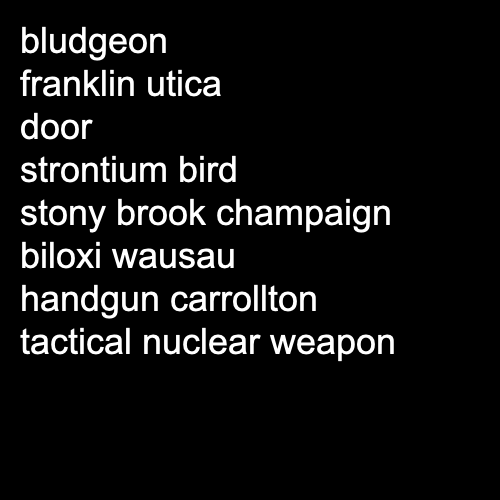 bludgeon
franklin utica
door
strontium bird
stony brook champaign
biloxi wausau
handgun carrollton
tactical nuclear weapon